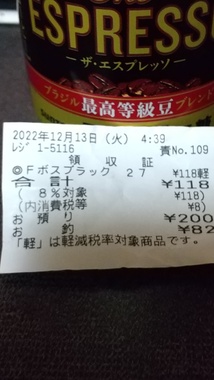 ESPRESSO
ーザ・エスプレッソー
ブラジル最高等級豆ブレンド
2022年12月13日(火) 4:39
レジ 1-5116 責No.109
領 収 証
◎Fボスブラック 27 ¥118軽
合 計 ¥118
( 8%対象 ¥118)
(内消費税等 ¥8)
お 預 り ¥200
お 釣 ¥82
「軽」は軽減税率対象商品です。